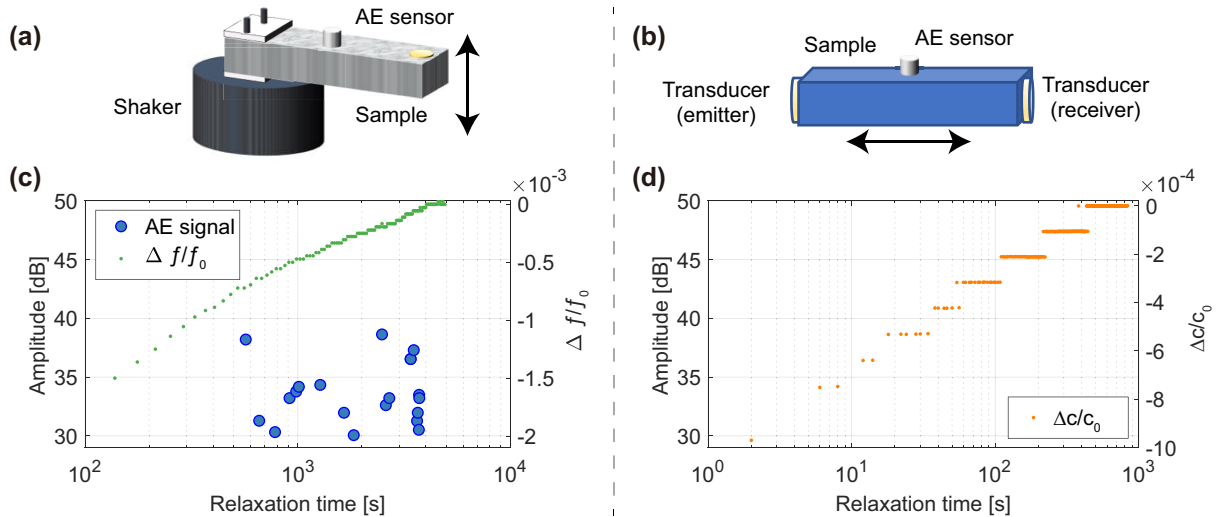 (a)
AE sensor
Shaker
Sample
(b)
Sample
AE sensor
Transducer
(emitter)
Transducer
(receiver)
(c)
×10⁻³
50
45
40
35
30
Amplitude [dB]
AE signal
Δ f/f₀
0
-0.5
-1
-1.5
-2
Δ f/f₀
10²
10³
10⁴
Relaxation time [s]
(d)
×10⁻⁴
50
45
40
35
30
Amplitude [dB]
0
-2
-4
-6
-8
-10
Δc/c₀
Δc/c₀
10⁰
10¹
10²
10³
Relaxation time [s]